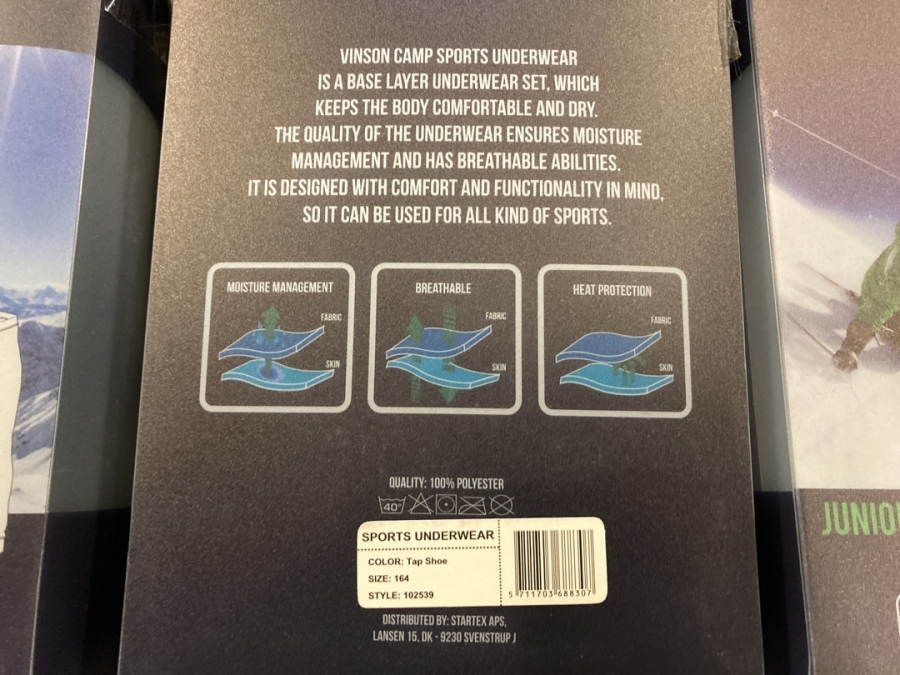 VINSON CAMP SPORTS UNDERWEAR
IS A BASE LAYER UNDERWEAR SET, WHICH
KEEPS THE BODY COMFORTABLE AND DRY.
THE QUALITY OF THE UNDERWEAR ENSURES MOISTURE
MANAGEMENT AND HAS BREATHABLE ABILITIES.
IT IS DESIGNED WITH COMFORT AND FUNCTIONALITY IN MIND,
SO IT CAN BE USED FOR ALL KIND OF SPORTS.
MOISTURE MANAGEMENT
FABRIC
SKIN
BREATHABLE
FABRIC
SKIN
HEAT PROTECTION
FABRIC
SKIN
QUALITY: 100% POLYESTER
40°
SPORTS UNDERWEAR
COLOR: Tap Shoe
SIZE: 164
STYLE: 102539
5 711703 688307
DISTRIBUTED BY: STARTEX APS,
LANSEN 15, DK - 9230 SVENSTRUP J
JUNIO